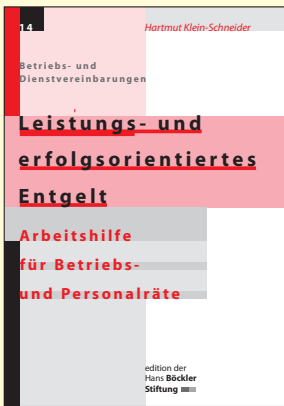 14
Hartmut Klein-Schneider
Betriebs- und
Dienstvereinbarungen
Leistungs- und
erfolgsorientiertes
Entgelt
Arbeitshilfe
für Betriebs-
und Personalräte
edition der
Hans Böckler
Stiftung